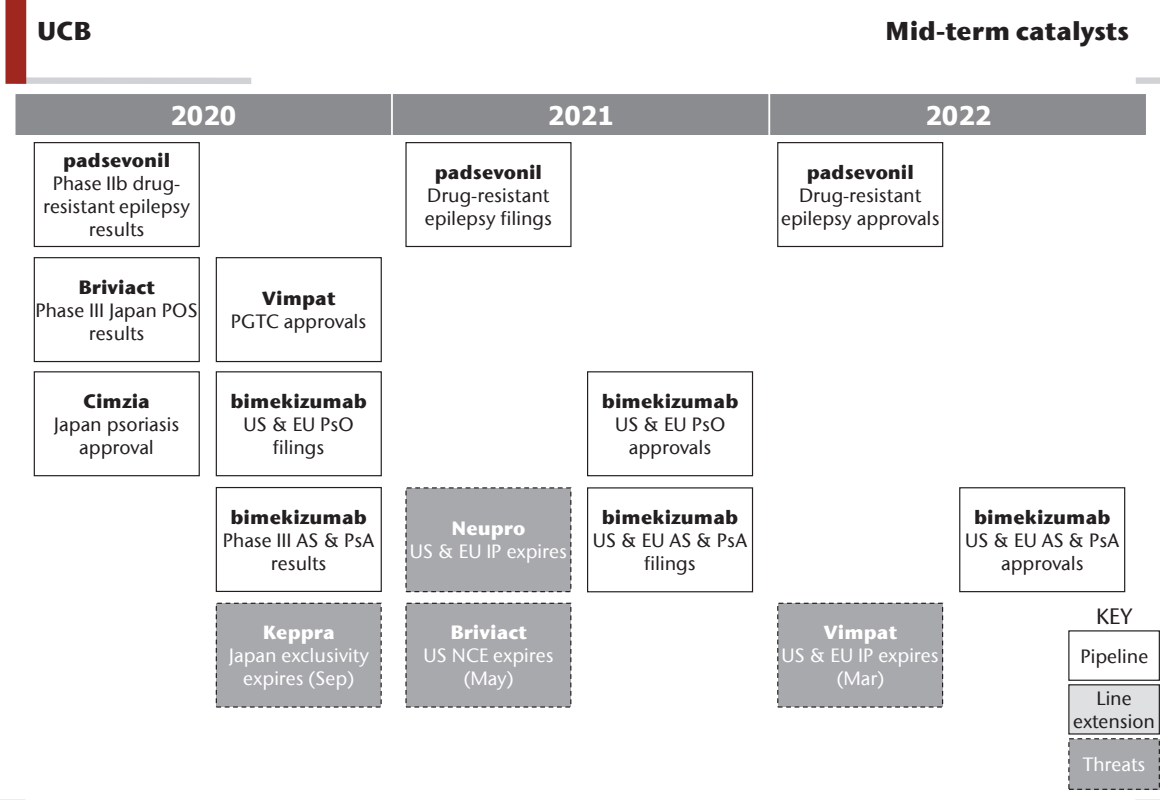 UCB
Mid-term catalysts
2020
2021
2022
padsevonil
Phase IIb drug-
resistant epilepsy
results
padsevonil
Drug-resistant
epilepsy filings
padsevonil
Drug-resistant
epilepsy approvals
Briviact
Phase III Japan POS
results
Vimpat
PGTC approvals
Cimzia
Japan psoriasis
approval
bimekizumab
US & EU PsO
filings
bimekizumab
US & EU PsO
approvals
bimekizumab
Phase III AS & PsA
results
Neupro
US & EU IP expires
bimekizumab
US & EU AS & PsA
filings
bimekizumab
US & EU AS & PsA
approvals
Keppra
Japan exclusivity
expires (Sep)
Briviact
US NCE expires
(May)
Vimpat
US & EU IP expires
(Mar)
KEY
Pipeline
Line
extension
Threats